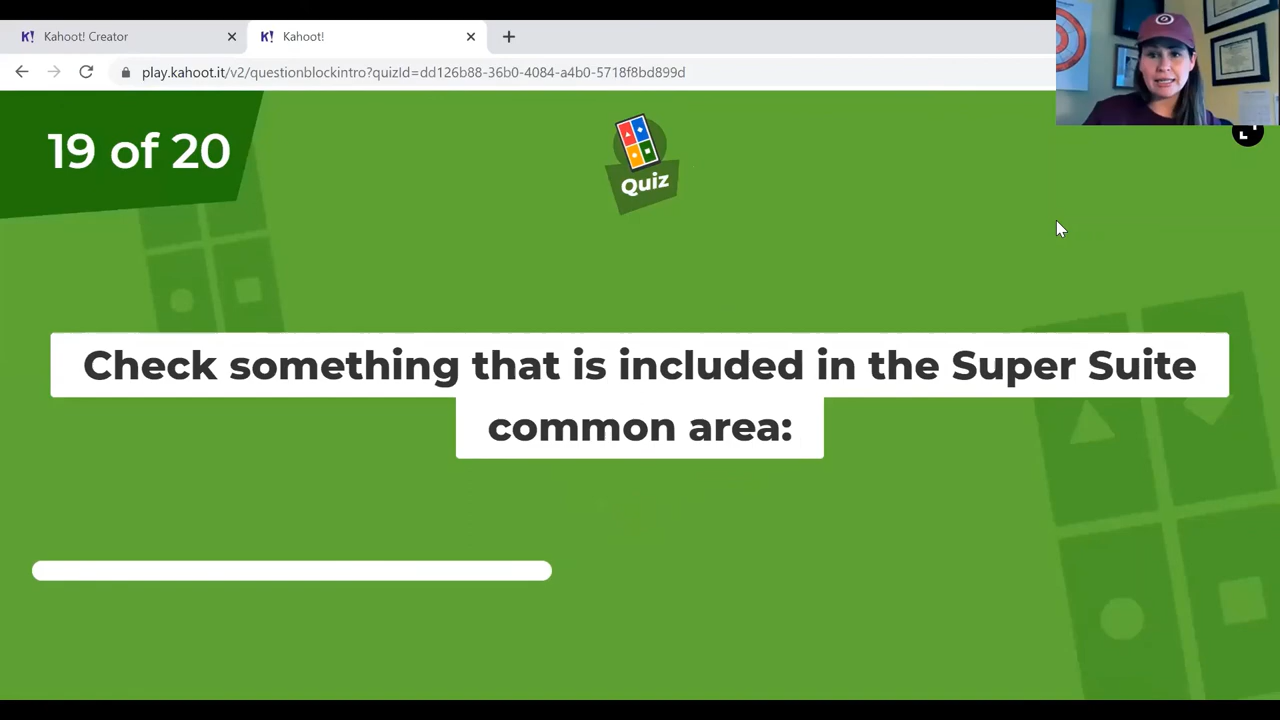 Kahoot! Creator
Kahoot!
play.kahoot.it/v2/questionblockintro?quizId=dd126bc8-36b0-4084-a4b0-5718f8bd899d
19 of 20
Quiz
Check something that is included in the Super Suite
common area: